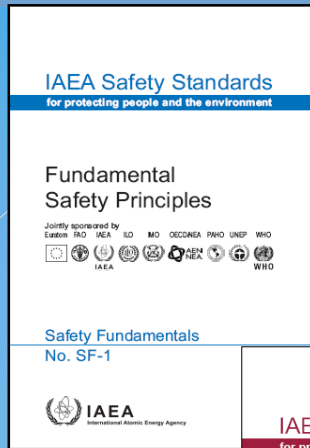 IAEA Safety Standards
for protecting people and the environment
Fundamental
Safety Principles
Jointly sponsored by
Euratom FAO IAEA ILO IMO OECD/NEA PAHO UNEP WHO
AEN
NEA
IAEA
WHO
Safety Fundamentals
No. SF-1
IAEA
International Atomic Energy Agency
IAE
for pr